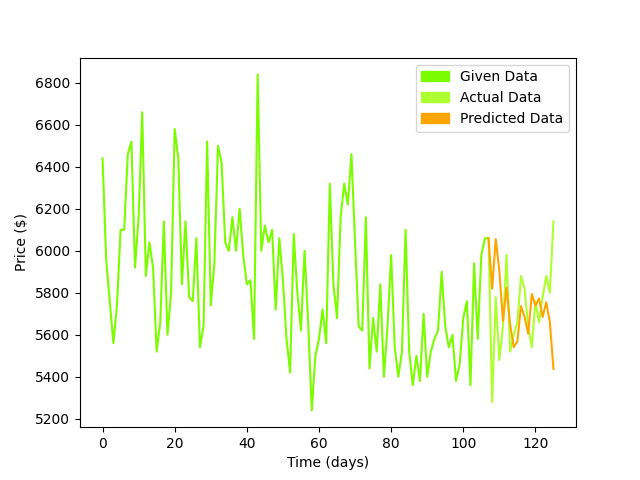 Given Data
Actual Data
Predicted Data
6800
6600
6400
6200
6000
5800
5600
5400
5200
Price ($)
0 20 40 60 80 100 120
Time (days)